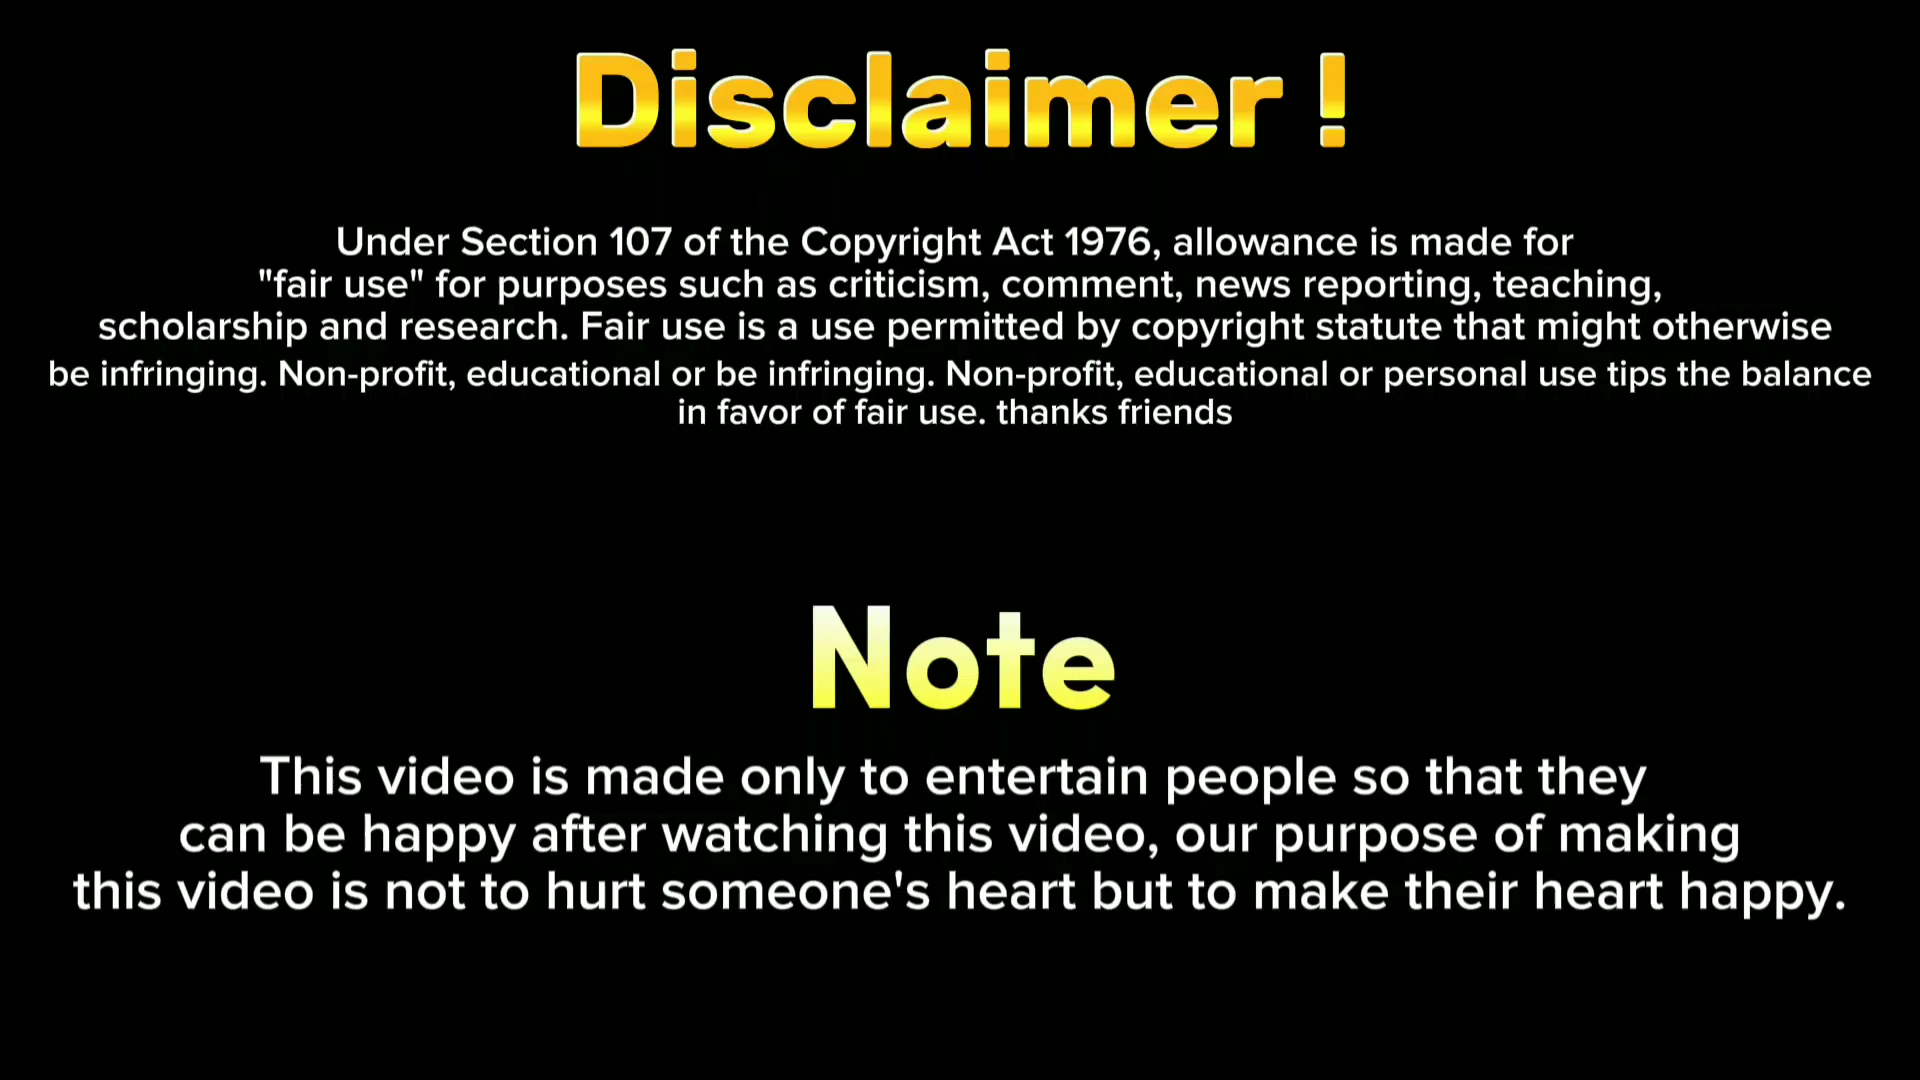 Disclaimer !
Under Section 107 of the Copyright Act 1976, allowance is made for
"fair use" for purposes such as criticism, comment, news reporting, teaching,
scholarship and research. Fair use is a use permitted by copyright statute that might otherwise
be infringing. Non-profit, educational or be infringing. Non-profit, educational or personal use tips the balance
in favor of fair use. thanks friends
Note
This video is made only to entertain people so that they
can be happy after watching this video, our purpose of making
this video is not to hurt someone's heart but to make their heart happy.